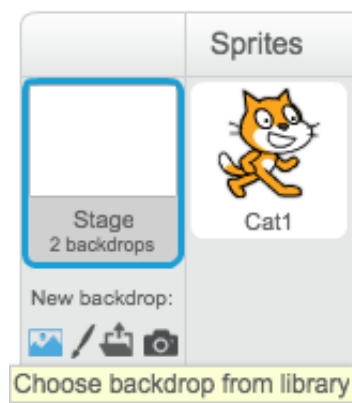 Sprites
Stage
2 backdrops
Cat1
New backdrop:
Choose backdrop from library